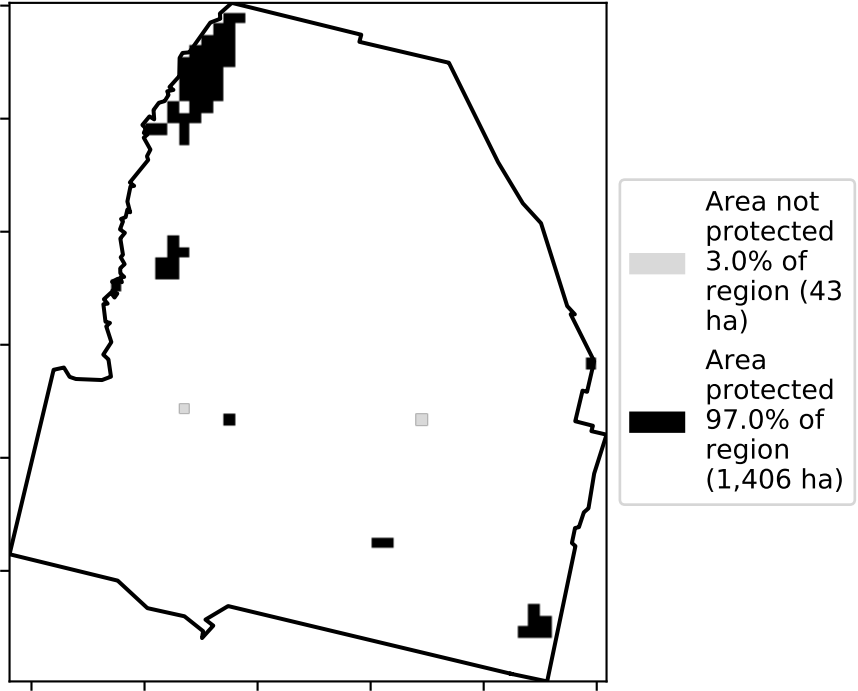 Area not
protected
3.0% of
region (43
ha)
Area
protected
97.0% of
region
(1,406 ha)